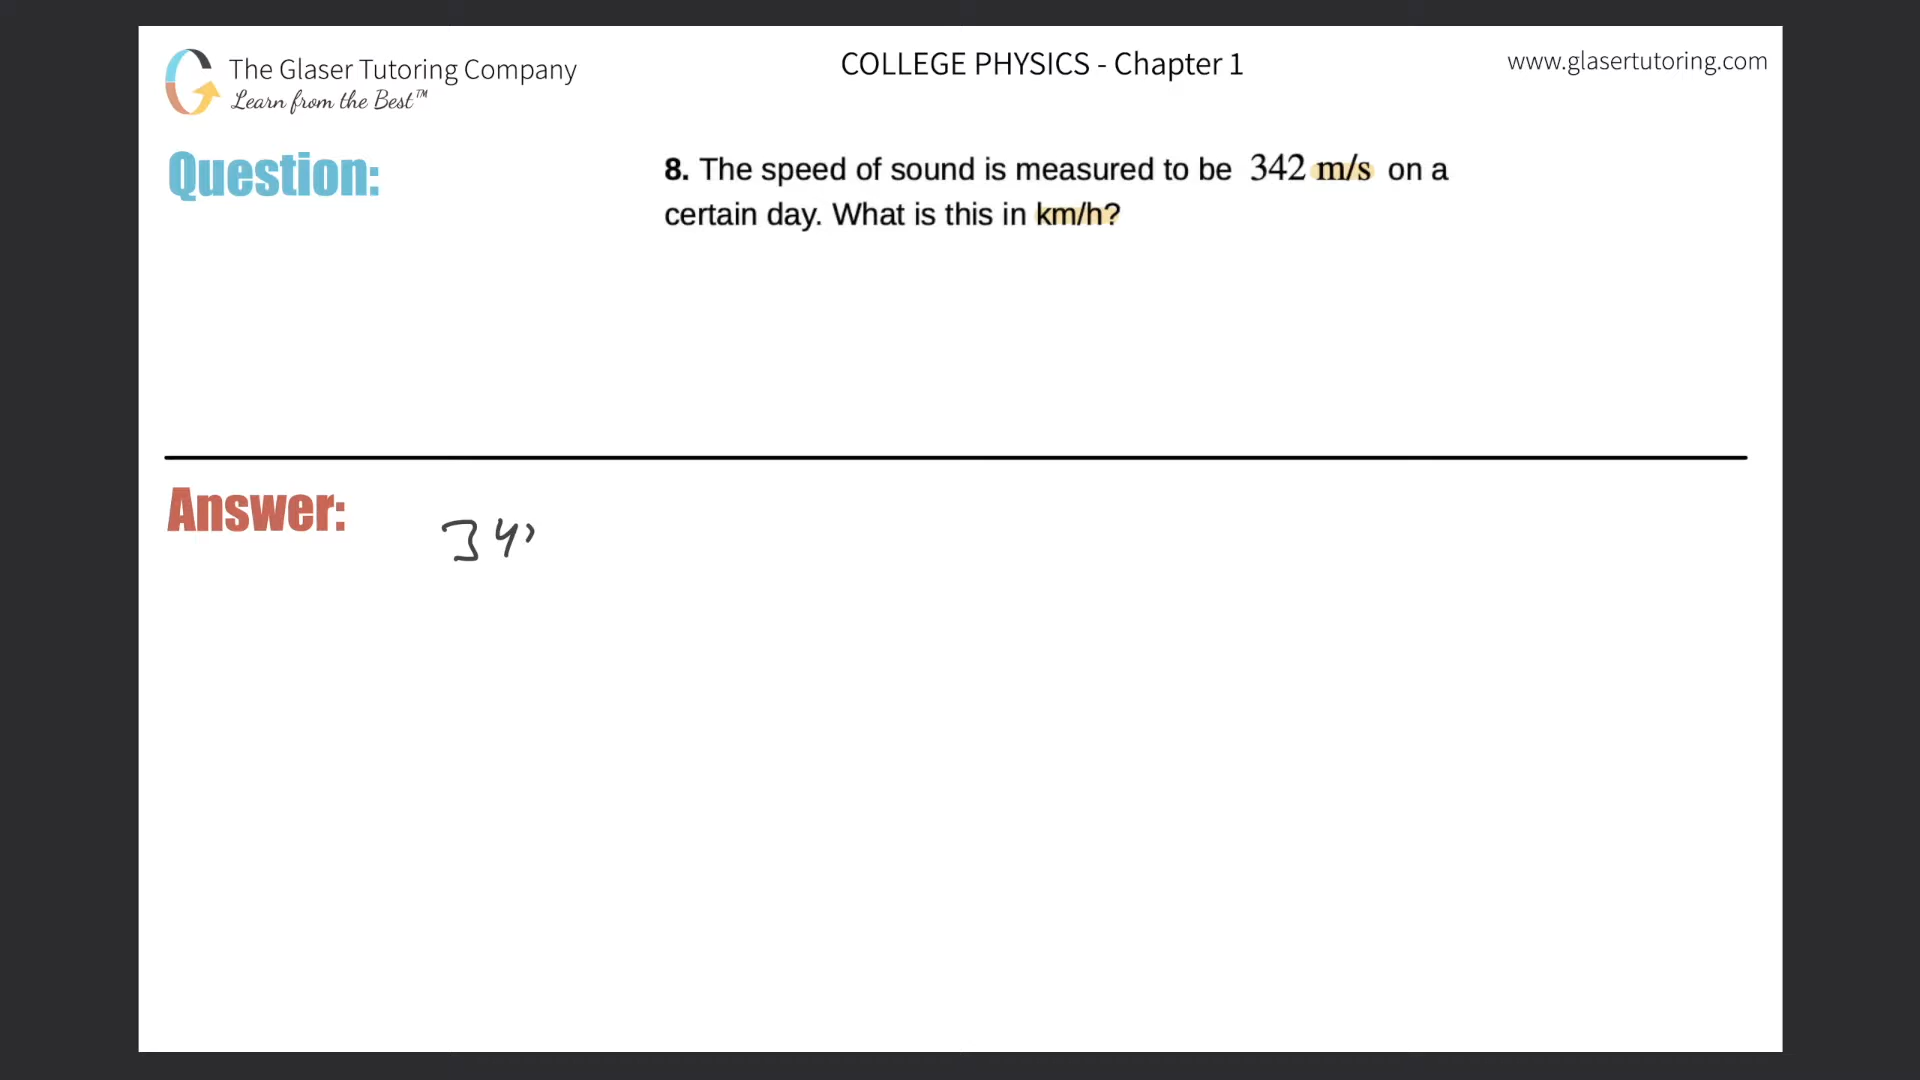 The Glaser Tutoring Company
Learn from the Best™
COLLEGE PHYSICS - Chapter 1
www.glasertutoring.com
Question:
8. The speed of sound is measured to be 342 m/s on a
certain day. What is this in km/h?
Answer:
34